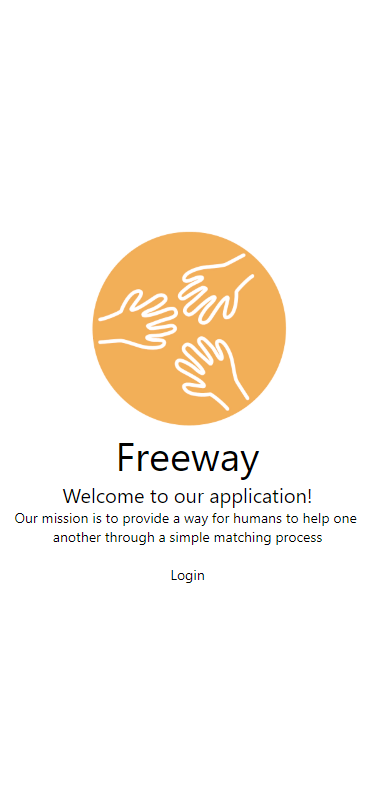 Freeway
Welcome to our application!
Our mission is to provide a way for humans to help one
another through a simple matching process
Login